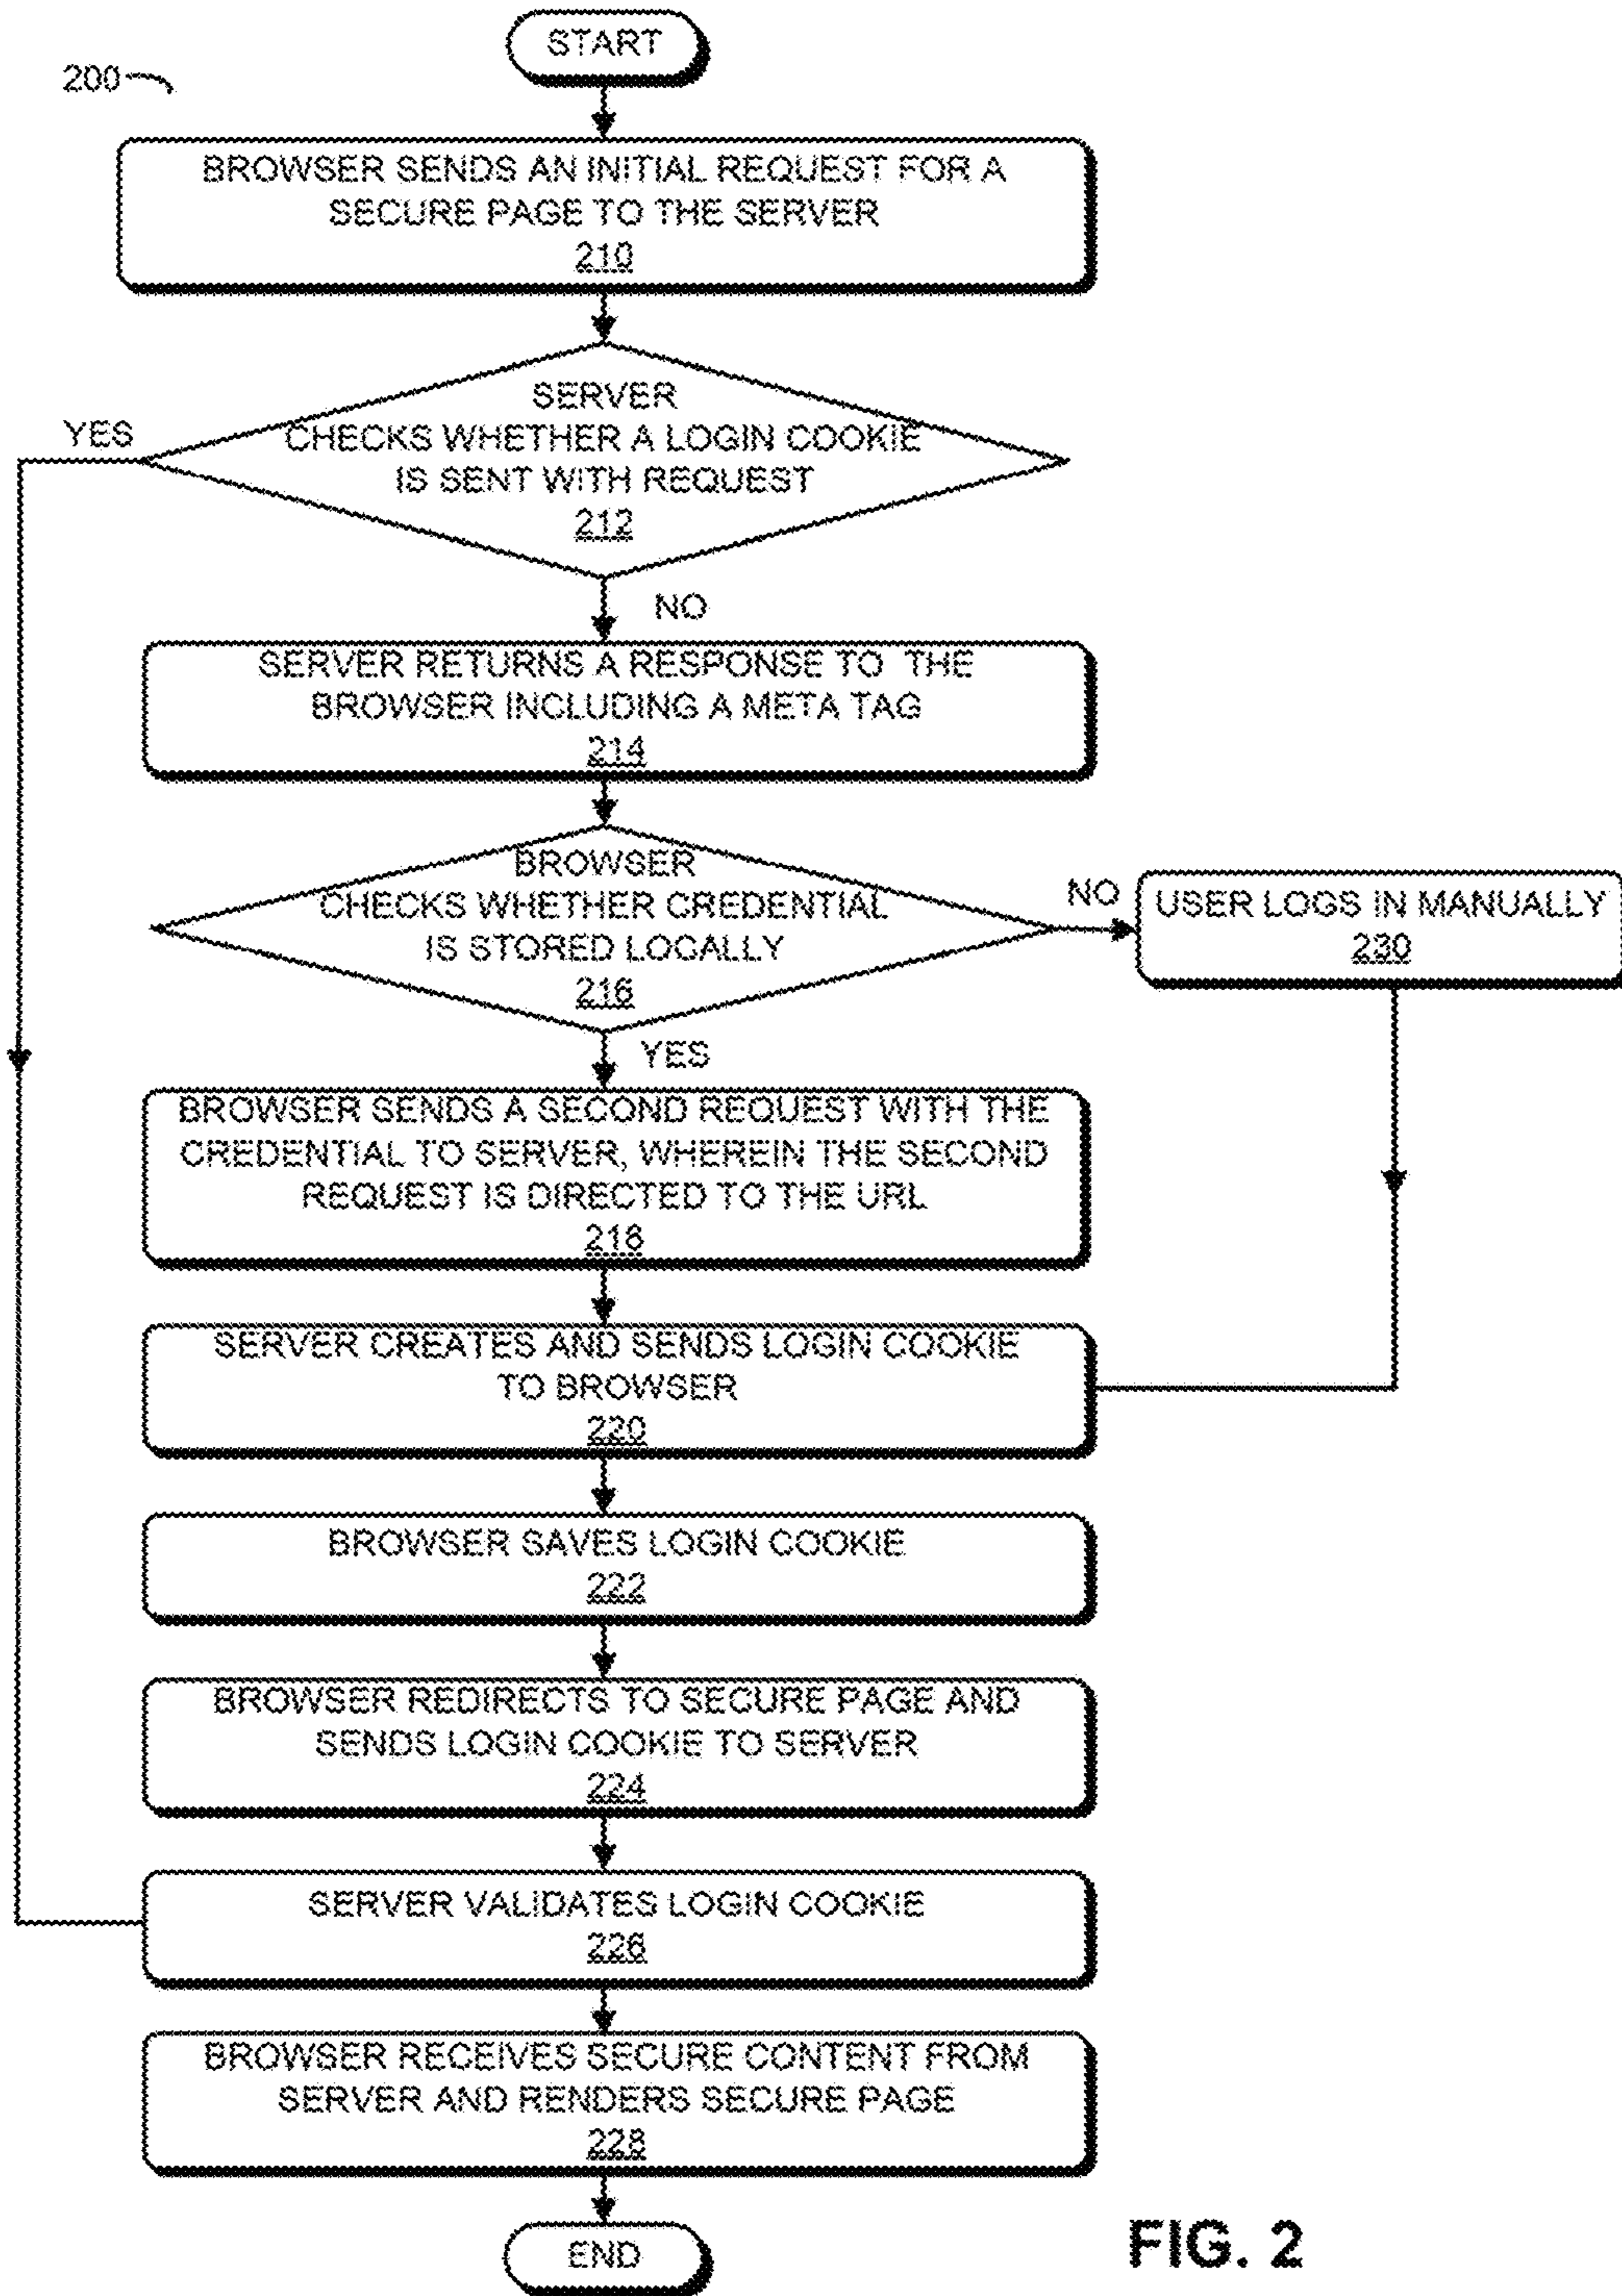 START
200
BROWSER SENDS AN INITIAL REQUEST FOR A
SECURE PAGE TO THE SERVER
210
SERVER
CHECKS WHETHER A LOGIN COOKIE
IS SENT WITH REQUEST
212
YES
NO
SERVER RETURNS A RESPONSE TO THE
BROWSER INCLUDING A META TAG
214
BROWSER
CHECKS WHETHER CREDENTIAL
IS STORED LOCALLY
216
NO
USER LOGS IN MANUALLY
230
YES
BROWSER SENDS A SECOND REQUEST WITH THE
CREDENTIAL TO SERVER, WHEREIN THE SECOND
REQUEST IS DIRECTED TO THE URL
218
SERVER CREATES AND SENDS LOGIN COOKIE
TO BROWSER
220
BROWSER SAVES LOGIN COOKIE
222
BROWSER REDIRECTS TO SECURE PAGE AND
SENDS LOGIN COOKIE TO SERVER
224
SERVER VALIDATES LOGIN COOKIE
226
BROWSER RECEIVES SECURE CONTENT FROM
SERVER AND RENDERS SECURE PAGE
228
END
FIG. 2